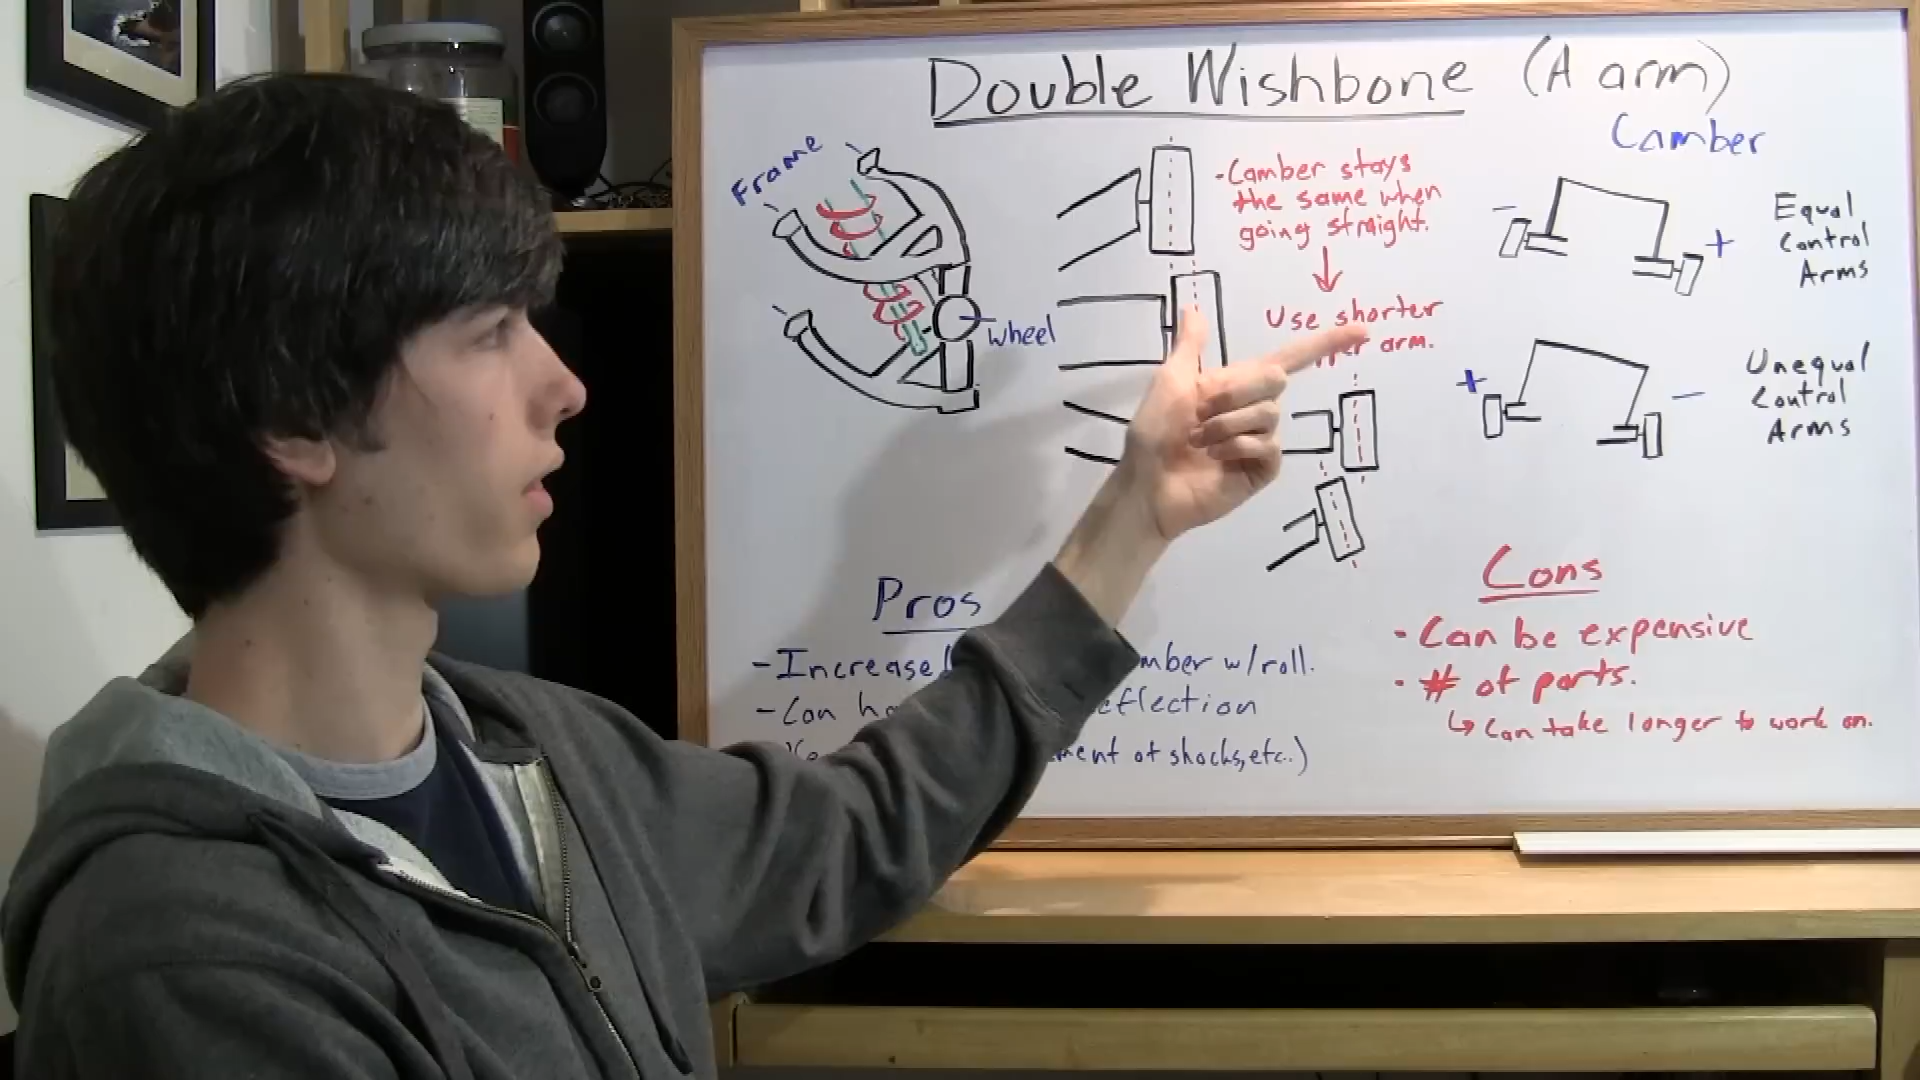 Double Wishbone (A arm)
Camber
Frame
wheel
-Camber stays
the same when
going straight.
Use shorter
arm.
- +
Equal
Control
Arms
+ -
Unequal
Control
Arms
Pros
-Increase w/roll.
-Can eflection
of shocks, etc.)
Cons
- Can be expensive
- # of parts.
↳ Can take longer to work on.